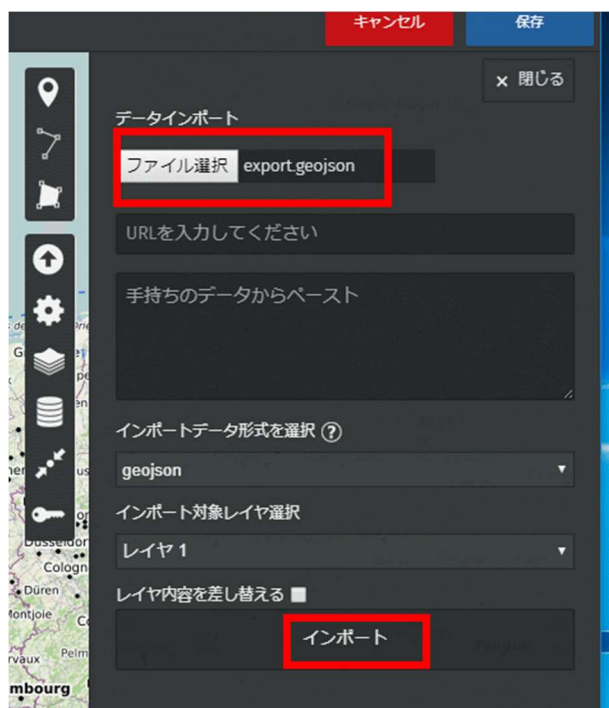 キャンセル 保存
× 閉じる
データインポート
ファイル選択 export.geojson
URLを入力してください
手持ちのデータからペースト
インポートデータ形式を選択 ?
geojson
インポート対象レイヤ選択
レイヤ 1
レイヤ内容を差し替える
インポート
Düsseldor
Cologn
Düren
Montjoie
Pelm
mbourg